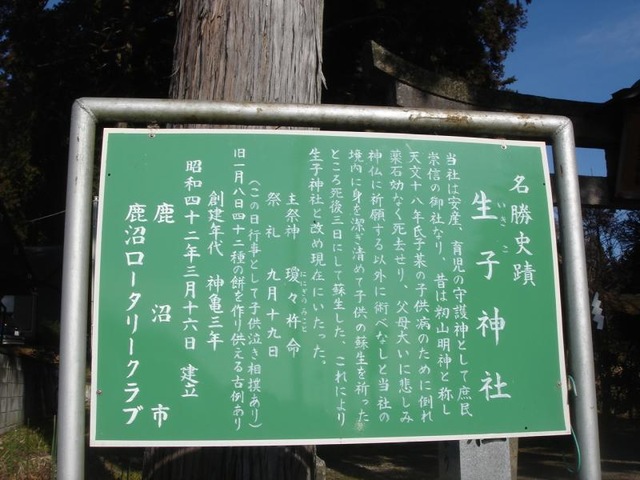 名勝史蹟
いきこ
生子神社
当社は安産、育児の守護神として庶民
崇信の御社なり、昔は籾山明神と称し
天文十八年氏子某の子供病のために倒れ
薬石効なく死去せり、父母大いに悲しみ
神仏に祈願する以外に術べなしと当社の
境内に身を潔ぎ清めて子供の蘇生を祈った
ところ死後三日にして蘇生した、これにより
生子神社と改め現在にいたった。
主祭神 瓊々杵命
ににぎのみこと
祭礼 九月十九日
(この日行事として子供泣き相撲あり)
旧一月八日四十二種の餅を作り供える古例あり
創建年代 神亀三年
昭和四十二年三月十六日 建立
鹿沼市
鹿沼ロータリークラブ